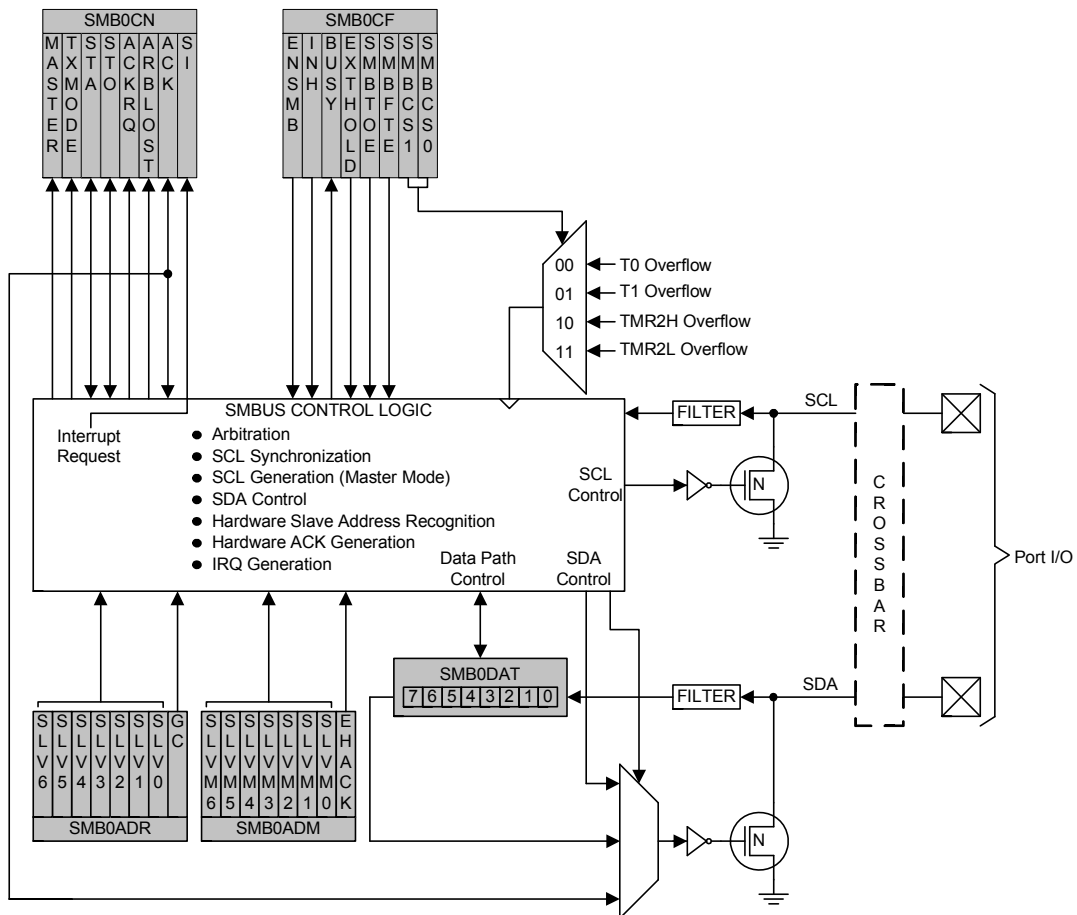 SMB0CN
MASTER
TXMODE
STA
STO
ACKRQ
ARBLOST
ACK
SI
SMB0CF
ENSMB
INH
BUSY
EXTHOLD
SMBTOE
SMBFTE
SMBCS1
SMBCS0
00
01
10
11
T0 Overflow
T1 Overflow
TMR2H Overflow
TMR2L Overflow
SMBUS CONTROL LOGIC
Interrupt
Request
● Arbitration
● SCL Synchronization
● SCL Generation (Master Mode)
● SDA Control
● Hardware Slave Address Recognition
● Hardware ACK Generation
● IRQ Generation
Data Path
Control
SCL
Control
SDA
Control
FILTER
SCL
N
CROSSBAR
Port I/O
SMB0DAT
7 6 5 4 3 2 1 0
FILTER
SDA
N
SLV6
SLV5
SLV4
SLV3
SLV2
SLV1
SLV0
GC
SMB0ADR
SLVM6
SLVM5
SLVM4
SLVM3
SLVM2
SLVM1
SLVM0
EHACK
SMB0ADM